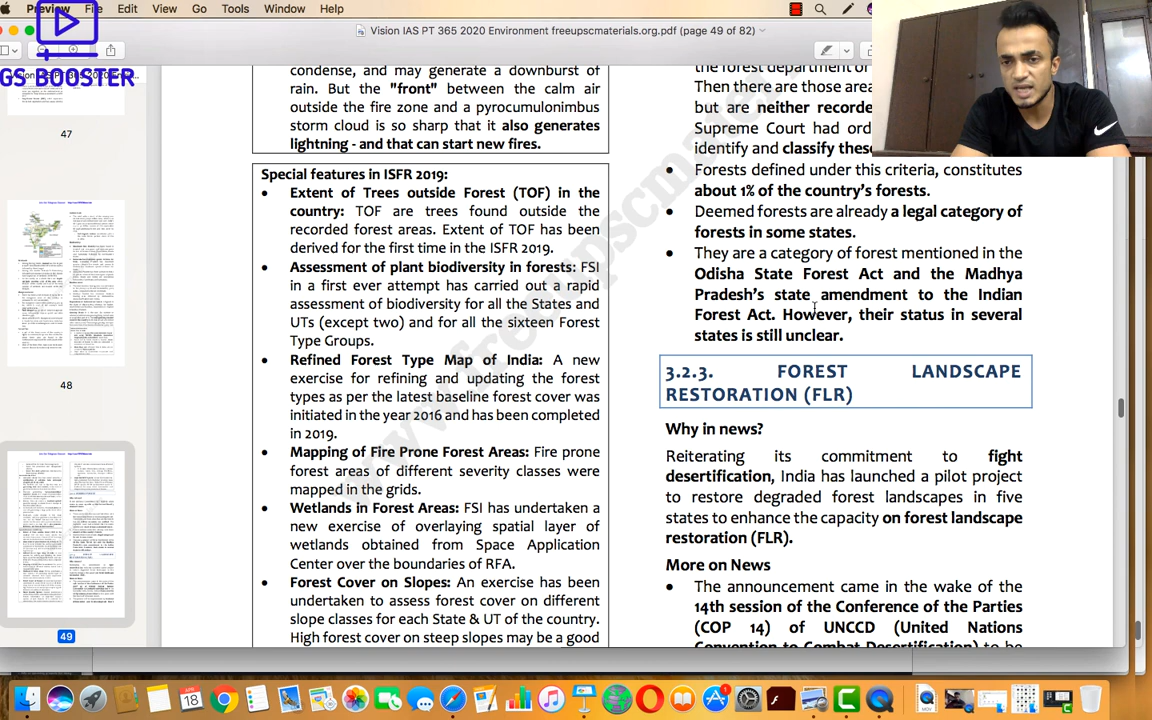 Preview File Edit View Go Tools Window Help
Vision IAS PT 365 2020 Environment freeupscmaterials.org.pdf (page 49 of 82)
GS BOOSTER
47
48
49
condense, and may generate a downburst of
rain. But the "front" between the calm air
outside the fire zone and a pyrocumulonimbus
storm cloud is so sharp that it also generates
lightning - and that can start new fires.
Special features in ISFR 2019:
• Extent of Trees outside Forest (TOF) in the
country: TOF are trees found outside the
recorded forest areas. Extent of TOF has been
derived for the first time in the ISFR 2019.
• Assessment of plant biodiversity in forests: FSI
in a first ever attempt has carried out a rapid
assessment of biodiversity for all the States and
UTs (except two) and for all the sixteen Forest
Type Groups.
• Refined Forest Type Map of India: A new
exercise for refining and updating the forest
types as per the latest baseline forest cover was
initiated in the year 2016 and has been completed
in 2019.
• Mapping of Fire Prone Forest Areas: Fire prone
forest areas of different severity classes were
mapped in the grids.
• Wetlands in Forest Areas: FSI has undertaken a
new exercise of overlaying spatial layer of
wetlands obtained from Space Application
Center over the boundaries of RFA.
• Forest Cover on Slopes: An exercise has been
undertaken to assess forest cover on different
slope classes for each State & UT of the country.
High forest cover on steep slopes may be a good
the forest department or
Then there are those area
but are neither recorde
Supreme Court had ord
identify and classify these
• Forests defined under this criteria, constitutes
about 1% of the country's forests.
• Deemed forests are already a legal category of
forests in some states.
• They are a category of forest mentioned in the
Odisha State Forest Act and the Madhya
Pradesh's state amendment to the Indian
Forest Act. However, their status in several
states is still unclear.
3.2.3. FOREST LANDSCAPE
RESTORATION (FLR)
Why in news?
Reiterating its commitment to fight
desertification, India has launched a pilot project
to restore degraded forest landscapes in five
states to enhance the capacity on forest landscape
restoration (FLR).
More on News
• The announcement came in the wake of the
14th session of the Conference of the Parties
(COP 14) of UNCCD (United Nations
Convention to Combat Desertification) to be